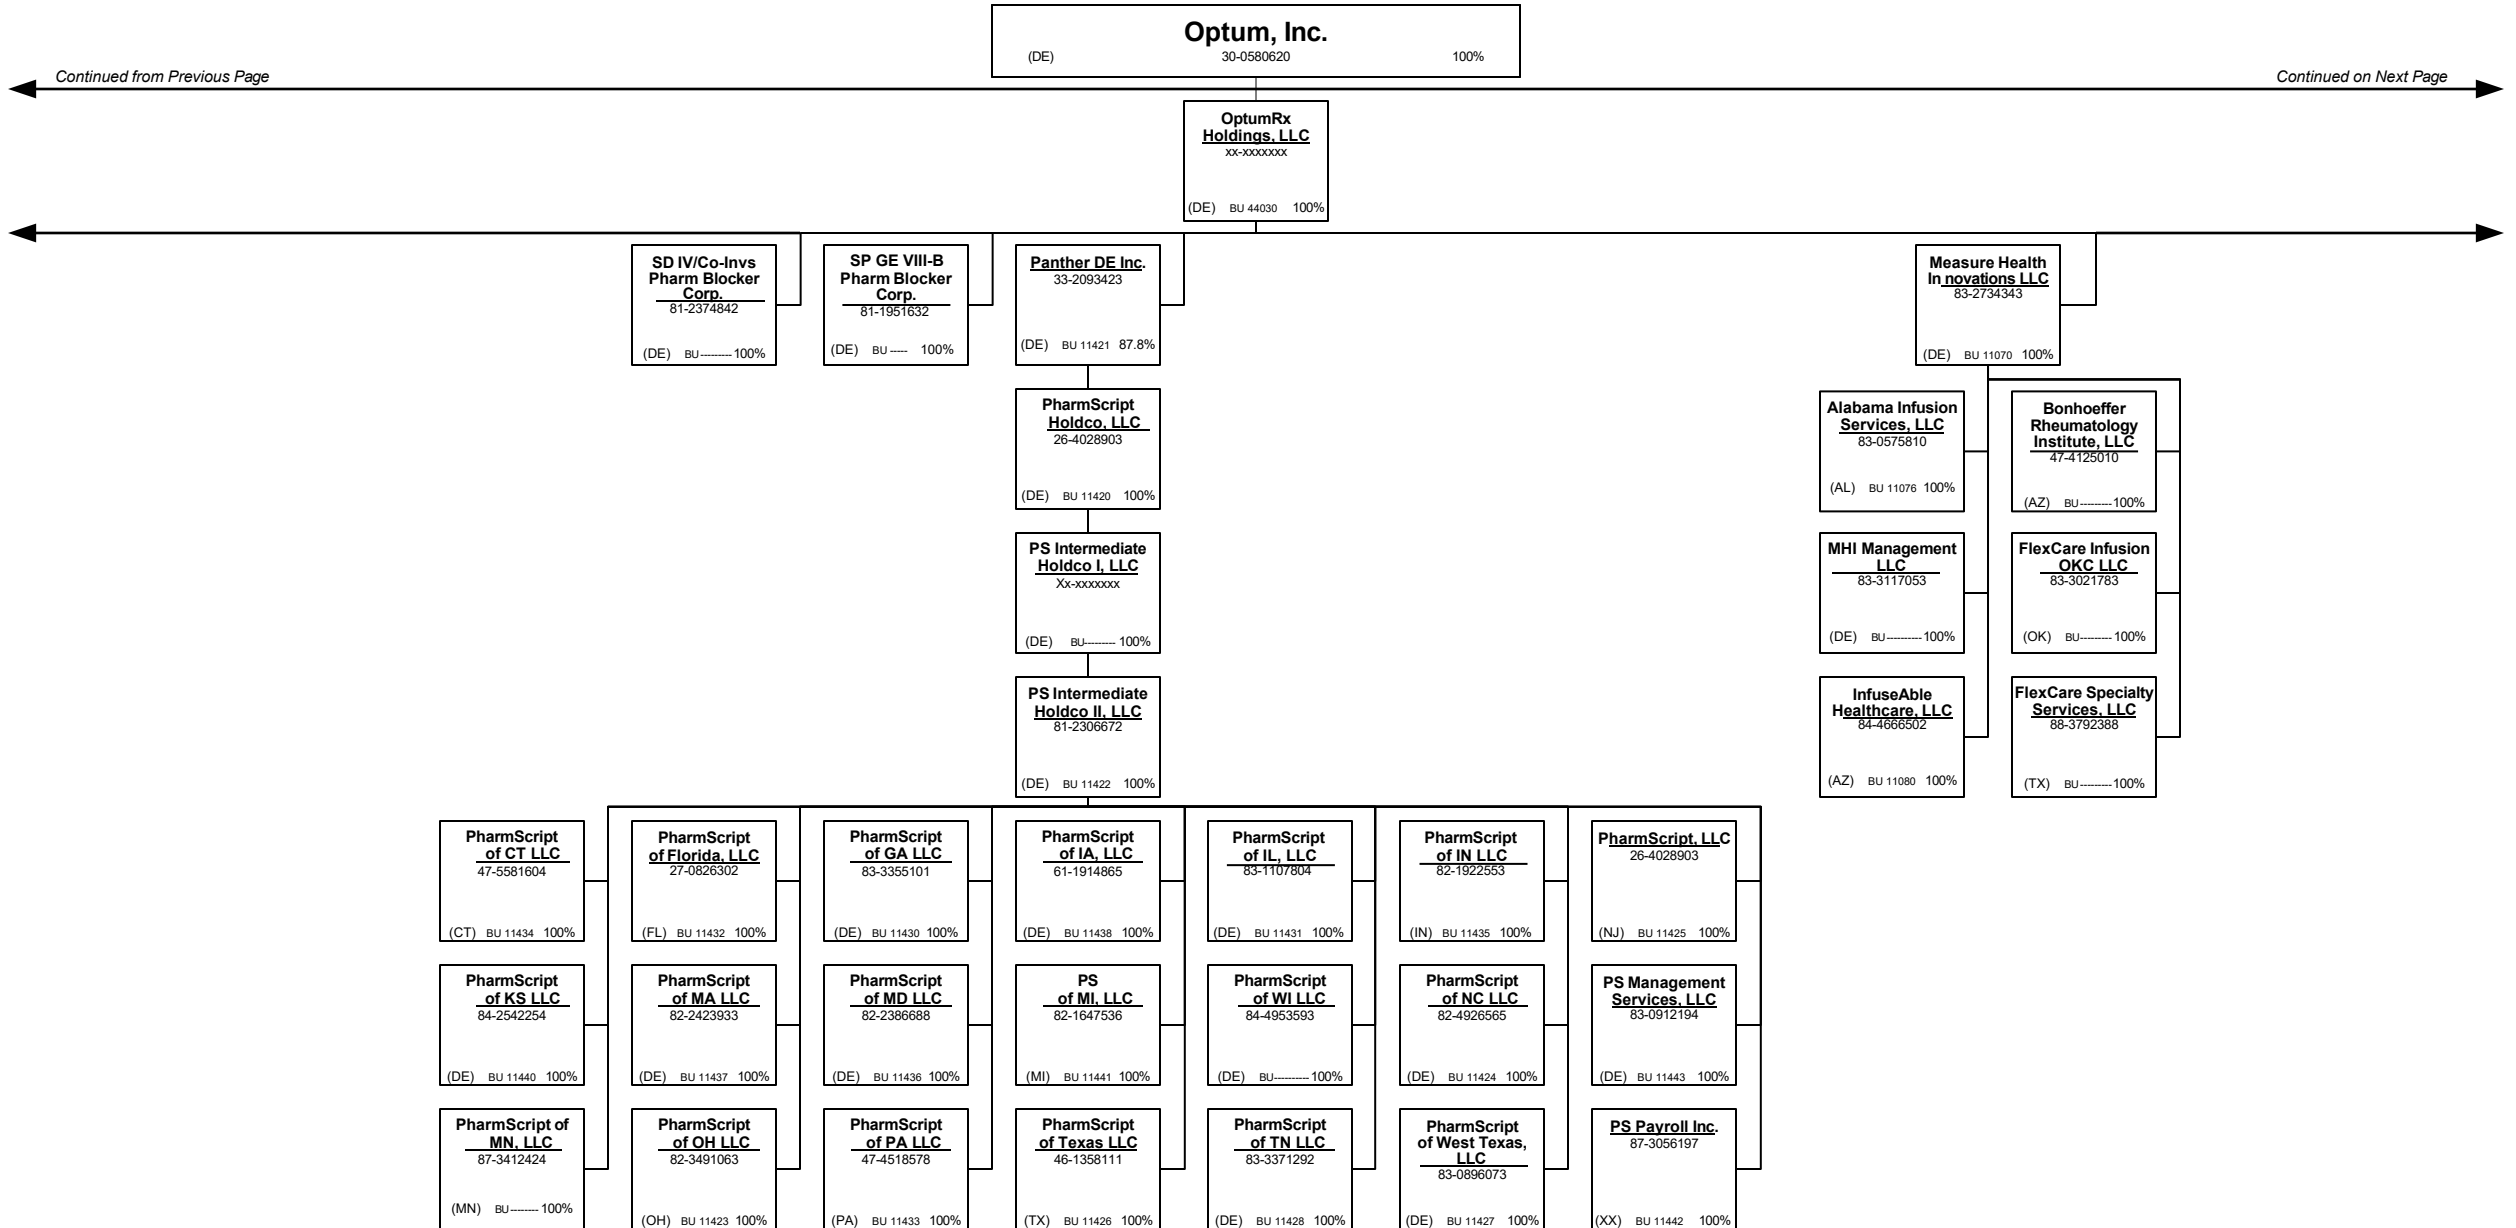 Optum, Inc.
(DE) 30-0580620 100%
Continued from Previous Page
Continued on Next Page
OptumRx
Holdings, LLC
xx-xxxxxxx
(DE) BU 44030 100%
SD IV/Co-Invs
Pharm Blocker
Corp.
81-2374842
(DE) BU--------- 100%
SP GE VIII-B
Pharm Blocker
Corp.
81-1951632
(DE) BU ----- 100%
Panther DE Inc.
33-2093423
(DE) BU 11421 87.8%
Measure Health
In novations LLC
83-2734343
(DE) BU 11070 100%
PharmScript
Holdco, LLC
26-4028903
(DE) BU 11420 100%
Alabama Infusion
Services, LLC
83-0575810
(AL) BU 11076 100%
Bonhoeffer
Rheumatology
Institute, LLC
47-4125010
(AZ) BU--------- 100%
PS Intermediate
Holdco I, LLC
Xx-xxxxxxx
(DE) BU--------- 100%
MHI Management
LLC
83-3117053
(DE) BU---------- 100%
FlexCare Infusion
OKC LLC
83-3021783
(OK) BU--------- 100%
PS Intermediate
Holdco II, LLC
81-2306672
(DE) BU 11422 100%
InfuseAble
Healthcare, LLC
84-4666502
(AZ) BU 11080 100%
FlexCare Specialty
Services, LLC
88-3792388
(TX) BU--------- 100%
PharmScript
of CT LLC
47-5581604
(CT) BU 11434 100%
PharmScript
of Florida, LLC
27-0826302
(FL) BU 11432 100%
PharmScript
of GA LLC
83-3355101
(DE) BU 11430 100%
PharmScript
of IA, LLC
61-1914865
(DE) BU 11438 100%
PharmScript
of IL, LLC
83-1107804
(DE) BU 11431 100%
PharmScript
of IN LLC
82-1922553
(IN) BU 11435 100%
PharmScript, LLC
26-4028903
(NJ) BU 11425 100%
PharmScript
of KS LLC
84-2542254
(DE) BU 11440 100%
PharmScript
of MA LLC
82-2423933
(DE) BU 11437 100%
PharmScript
of MD LLC
82-2386688
(DE) BU 11436 100%
PS
of MI, LLC
82-1647536
(MI) BU 11441 100%
PharmScript
of WI LLC
84-4953593
(DE) BU---------- 100%
PharmScript
of NC LLC
82-4926565
(DE) BU 11424 100%
PS Management
Services, LLC
83-0912194
(DE) BU 11443 100%
PharmScript of
MN, LLC
87-3412424
(MN) BU-------- 100%
PharmScript
of OH LLC
82-3491063
(OH) BU 11423 100%
PharmScript
of PA LLC
47-4518578
(PA) BU 11433 100%
PharmScript
of Texas LLC
46-1358111
(TX) BU 11426 100%
PharmScript
of TN LLC
83-3371292
(DE) BU 11428 100%
PharmScript
of West Texas,
LLC
83-0896073
(DE) BU 11427 100%
PS Payroll Inc.
87-3056197
(XX) BU 11442 100%